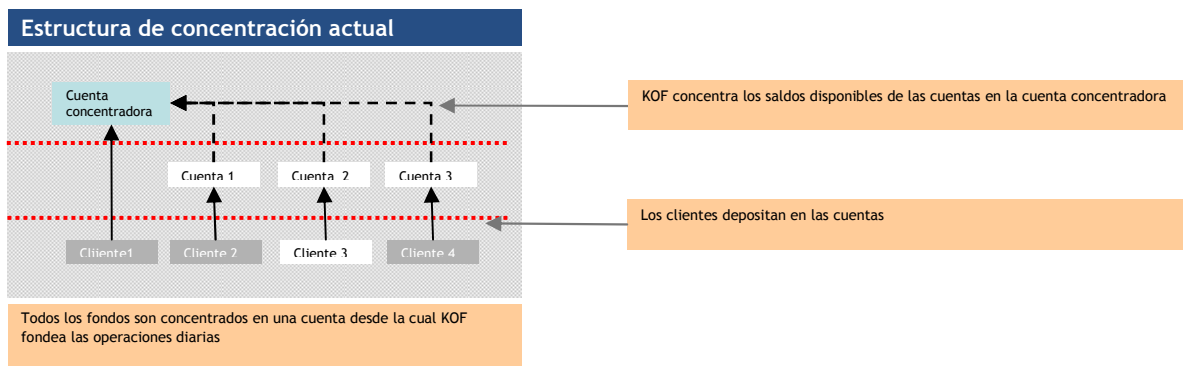 Estructura de concentración actual
Cuenta
concentradora
KOF concentra los saldos disponibles de las cuentas en la cuenta concentradora
Cuenta 1
Cuenta  2
Cuenta 3
Los clientes depositan en las cuentas
Cliiente1
Cliente 2
Cliente 3
Cliente 4
Todos los fondos son concentrados en una cuenta desde la cual KOF
fondea las operaciones diarias